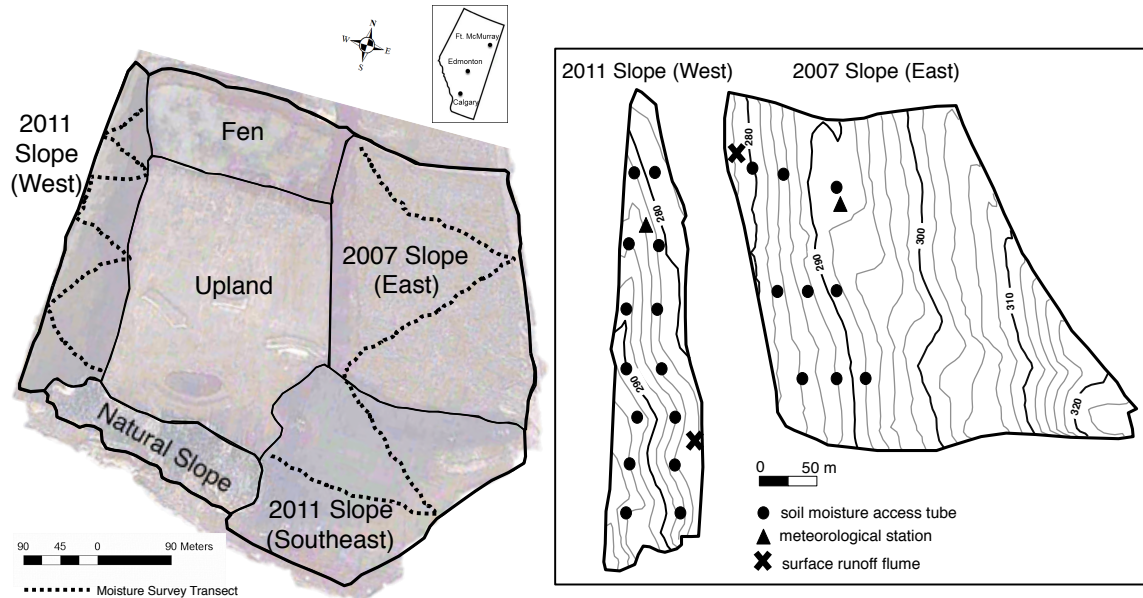 N
W
E
S
Ft. McMurray
Edmonton
Calgary
2011
Slope
(West)
Fen
2007 Slope
(East)
Upland
Natural Slope
2011 Slope
(Southeast)
90 45 0 90 Meters
Moisture Survey Transect
2011 Slope (West)
2007 Slope (East)
280
290
280
290
300
310
320
0 50 m
soil moisture access tube
meteorological station
surface runoff flume